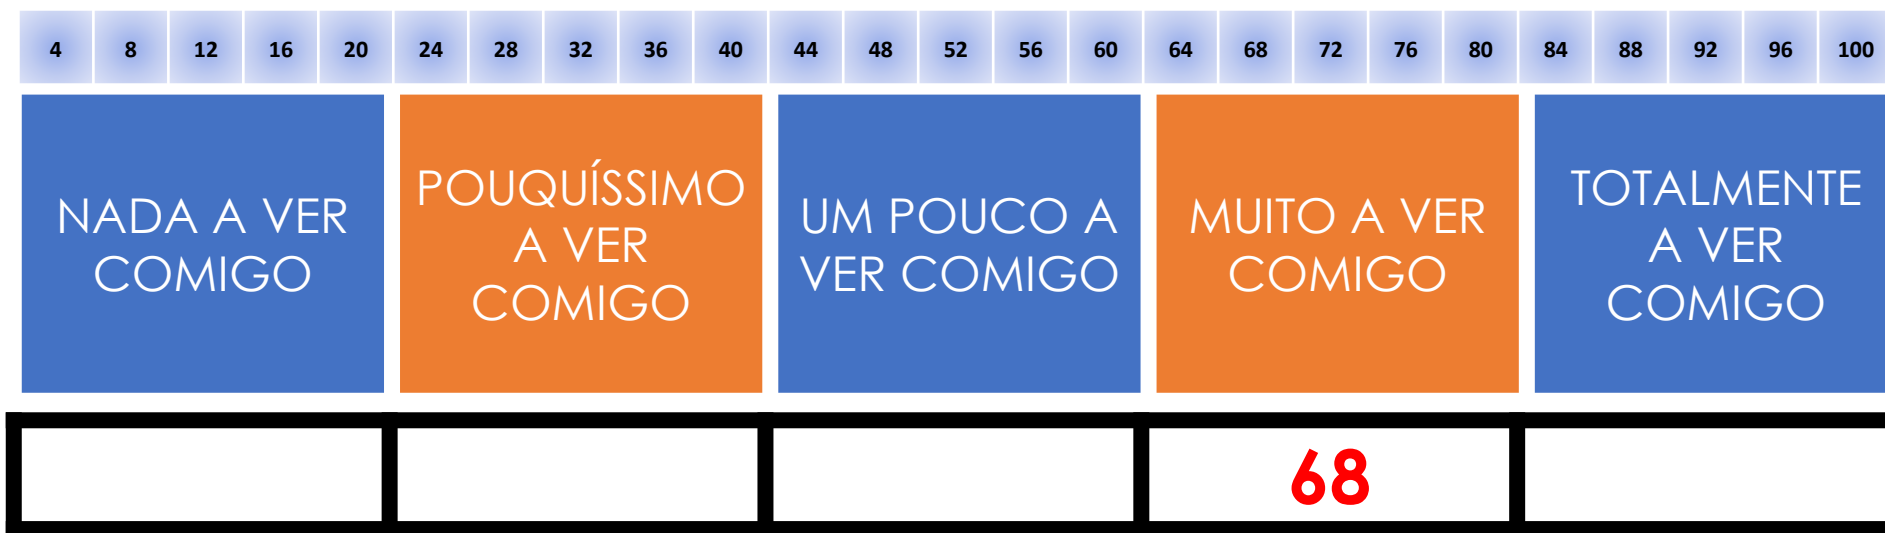 4 8 12 16 20 24 28 32 36 40 44 48 52 56 60 64 68 72 76 80 84 88 92 96 100
NADA A VER
COMIGO
POUQUÍSSIMO
A VER
COMIGO
UM POUCO A
VER COMIGO
MUITO A VER
COMIGO
TOTALMENTE
A VER
COMIGO
68